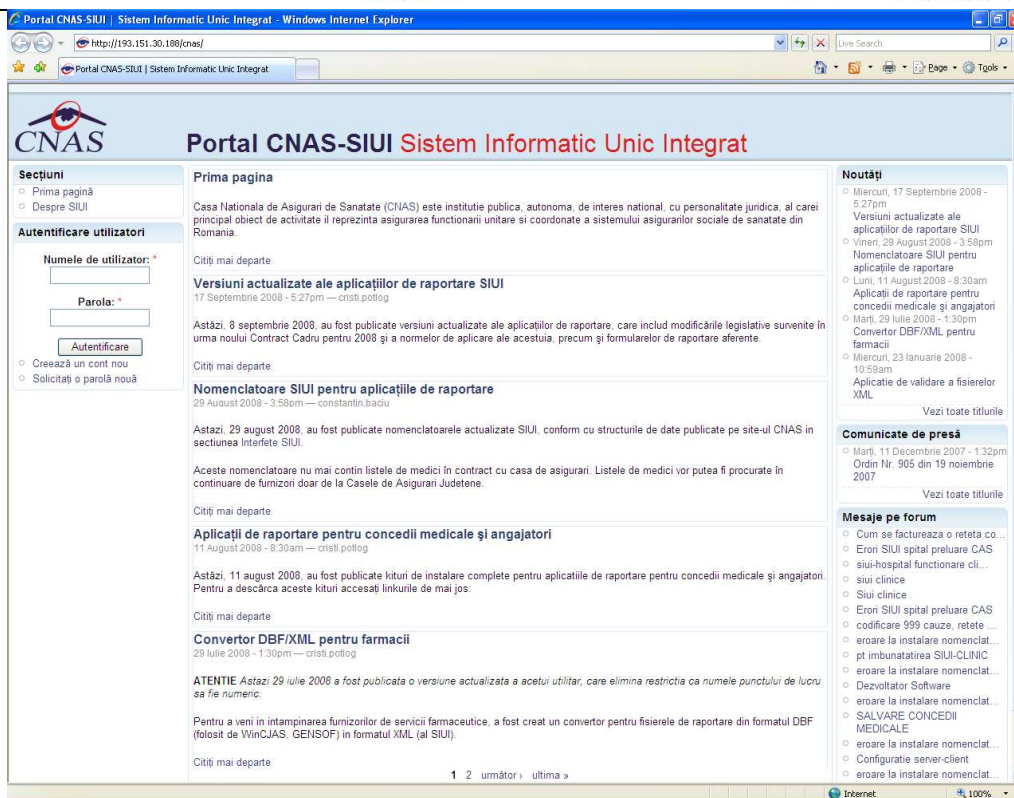 Portal CNAS-SIUI | Sistem Informatic Unic Integrat - Windows Internet Explorer
http://193.151.30.188/cnas/
Live Search
Portal CNAS-SIUI | Sistem Informatic Unic Integrat
Page
Tools
CNAS
Portal CNAS-SIUI Sistem Informatic Unic Integrat
Secțiuni
Prima pagină
Despre SIUI
Autentificare utilizatori
Numele de utilizator: *
Parola: *
Autentificare
Creează un cont nou
Solicitați o parolă nouă
Prima pagina
Casa Nationala de Asigurari de Sanatate (CNAS) este institutie publica, autonoma, de interes national, cu personalitate juridica, al carei
principal obiect de activitate il reprezinta asigurarea functionarii unitare si coordonate a sistemului asigurarilor sociale de sanatate din
Romania.
Citiți mai departe
Versiuni actualizate ale aplicațiilor de raportare SIUI
17 Septembrie 2008 - 5:27pm — cristi.potlog
Astăzi, 8 septembrie 2008, au fost publicate versiuni actualizate ale aplicațiilor de raportare, care includ modificările legislative survenite în
urma noului Contract Cadru pentru 2008 și a normelor de aplicare ale acestuia, precum și formularelor de raportare aferente.
Citiți mai departe
Nomenclatoare SIUI pentru aplicațiile de raportare
29 August 2008 - 3:58pm — constantin.baciu
Astazi, 29 august 2008, au fost publicate nomenclatoarele actualizate SIUI, conform cu structurile de date publicate pe site-ul CNAS in
sectiunea Interfete SIUI.
Aceste nomenclatoare nu mai contin listele de medici în contract cu casa de asigurari. Listele de medici vor putea fi procurate în
continuare de furnizori doar de la Casele de Asigurari Judetene.
Citiți mai departe
Aplicații de raportare pentru concedii medicale și angajatori
11 August 2008 - 8:30am — cristi.potlog
Astăzi, 11 august 2008, au fost publicate kituri de instalare complete pentru aplicatiile de raportare pentru concedii medicale și angajatori.
Pentru a descărca aceste kituri accesați linkurile de mai jos:
Citiți mai departe
Convertor DBF/XML pentru farmacii
29 Iulie 2008 - 1:30pm — cristi.potlog
ATENTIE Astazi 29 iulie 2008 a fost publicata o versiune actualizata a acetui utilitar, care elimina restrictia ca numele punctului de lucru
sa fie numeric.
Pentru a veni in intampinarea furnizorilor de servicii farmaceutice, a fost creat un convertor pentru fisierele de raportare din formatul DBF
(folosit de WinCJAS, GENSOF) in formatul XML (al SIUI).
Citiți mai departe
1 2 următor › ultima »
Noutăți
Miercuri, 17 Septembrie 2008 -
5:27pm
Versiuni actualizate ale
aplicațiilor de raportare SIUI
Vineri, 29 August 2008 - 3:58pm
Nomenclatoare SIUI pentru
aplicațiile de raportare
Luni, 11 August 2008 - 8:30am
Aplicații de raportare pentru
concedii medicale și angajatori
Marți, 29 Iulie 2008 - 1:30pm
Convertor DBF/XML pentru
farmacii
Miercuri, 23 Ianuarie 2008 -
10:59am
Aplicatie de validare a fisierelor
XML
Vezi toate titlurile
Comunicate de presă
Marți, 11 Decembrie 2007 - 1:32pm
Ordin Nr. 905 din 19 noiembrie
2007
Vezi toate titlurile
Mesaje pe forum
Cum se factureaza o reteta co...
Erori SIUI spital preluare CAS
siui-hospital functionare cli...
siui clinice
Siui clinice
Erori SIUI spital preluare CAS
codificare 999 cauze, retete ...
eroare la instalare nomenclat...
pt imbunatatirea SIUI-CLINIC
eroare la instalare nomenclat...
Dezvoltator Software
eroare la instalare nomenclat...
SALVARE CONCEDII
MEDICALE
eroare la instalare nomenclat...
Configuratie server-client
eroare la instalare nomenclat...
Internet
100%